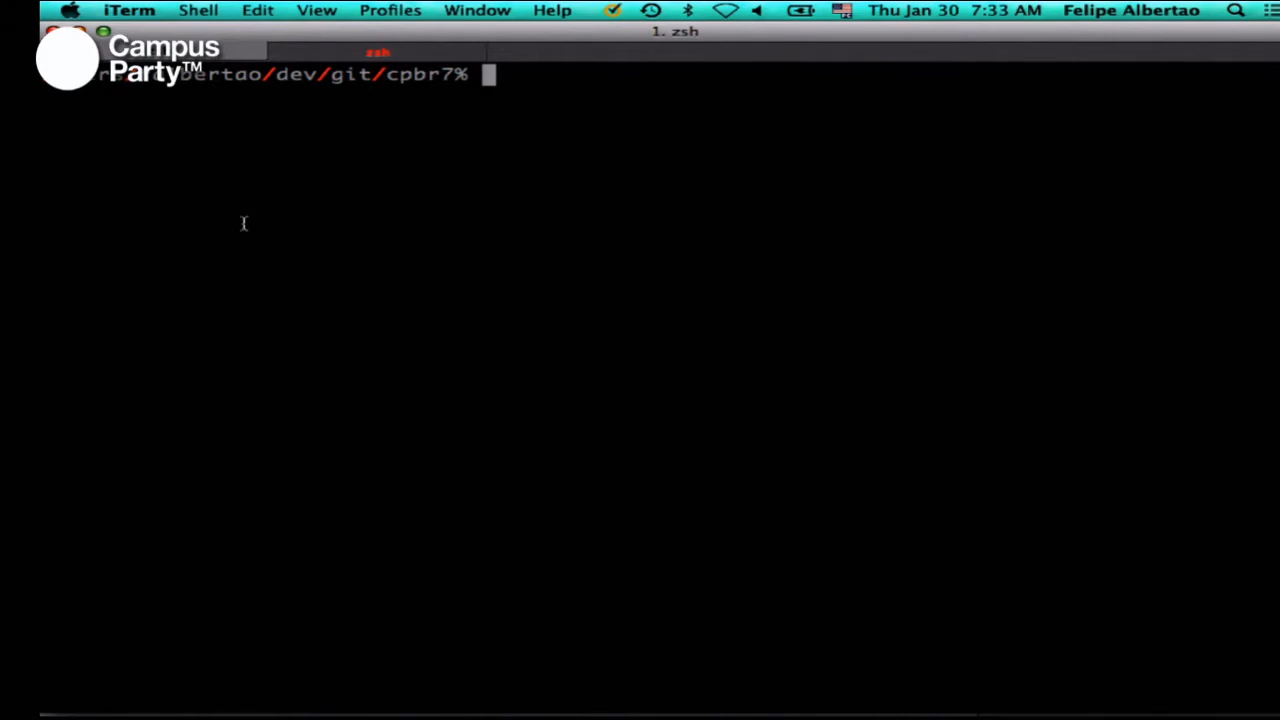 iTerm Shell Edit View Profiles Window Help Thu Jan 30 7:33 AM Felipe Albertao
1. zsh
Campus
Party™
zsh
bertao/dev/git/cpbr7%